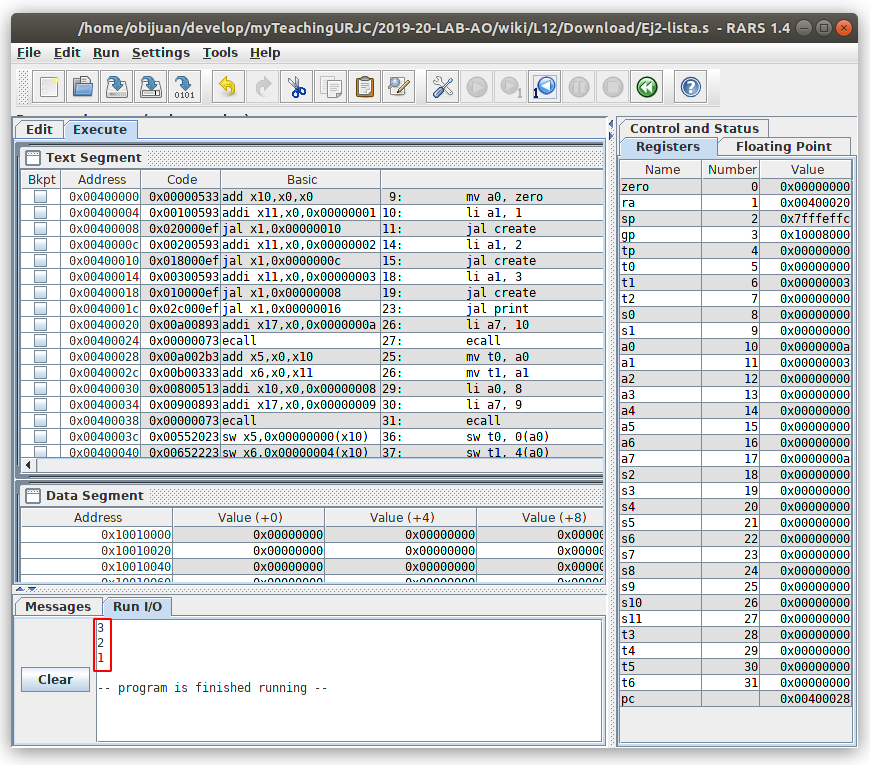 /home/obijuan/develop/myTeachingURJC/2019-20-LAB-AO/wiki/L12/Download/Ej2-lista.s - RARS 1.4
File Edit Run Settings Tools Help
Edit Execute
Text Segment
Bkpt Address Code Basic
0x00400000 0x00000533 add x10,x0,x0 9: mv a0, zero
0x00400004 0x00100593 addi x11,x0,0x00000001 10: li a1, 1
0x00400008 0x020000ef jal x1,0x00000010 11: jal create
0x0040000c 0x00200593 addi x11,x0,0x00000002 14: li a1, 2
0x00400010 0x018000ef jal x1,0x0000000c 15: jal create
0x00400014 0x00300593 addi x11,x0,0x00000003 18: li a1, 3
0x00400018 0x010000ef jal x1,0x00000008 19: jal create
0x0040001c 0x02c000ef jal x1,0x00000016 23: jal print
0x00400020 0x00a00893 addi x17,x0,0x0000000a 26: li a7, 10
0x00400024 0x00000073 ecall 27: ecall
0x00400028 0x00a002b3 add x5,x0,x10 25: mv t0, a0
0x0040002c 0x00b00333 add x6,x0,x11 26: mv t1, a1
0x00400030 0x00800513 addi x10,x0,0x00000008 29: li a0, 8
0x00400034 0x00900893 addi x17,x0,0x00000009 30: li a7, 9
0x00400038 0x00000073 ecall 31: ecall
0x0040003c 0x00552023 sw x5,0x00000000(x10) 36: sw t0, 0(a0)
0x00400040 0x00652223 sw x6,0x00000004(x10) 37: sw t1, 4(a0)
Data Segment
Address Value (+0) Value (+4) Value (+8)
0x10010000 0x00000000 0x00000000 0x0000
0x10010020 0x00000000 0x00000000 0x0000
0x10010040 0x00000000 0x00000000 0x0000
0x10010060 0x00000000 0x00000000 0x0000
Messages Run I/O
Clear
3
2
1
-- program is finished running --
Control and Status
Registers Floating Point
Name Number Value
zero 0 0x00000000
ra 1 0x00400020
sp 2 0x7fffeffc
gp 3 0x10008000
tp 4 0x00000000
t0 5 0x00000000
t1 6 0x00000003
t2 7 0x00000000
s0 8 0x00000000
s1 9 0x00000000
a0 10 0x0000000a
a1 11 0x00000003
a2 12 0x00000000
a3 13 0x00000000
a4 14 0x00000000
a5 15 0x00000000
a6 16 0x00000000
a7 17 0x0000000a
s2 18 0x00000000
s3 19 0x00000000
s4 20 0x00000000
s5 21 0x00000000
s6 22 0x00000000
s7 23 0x00000000
s8 24 0x00000000
s9 25 0x00000000
s10 26 0x00000000
s11 27 0x00000000
t3 28 0x00000000
t4 29 0x00000000
t5 30 0x00000000
t6 31 0x00000000
pc 0x00400028